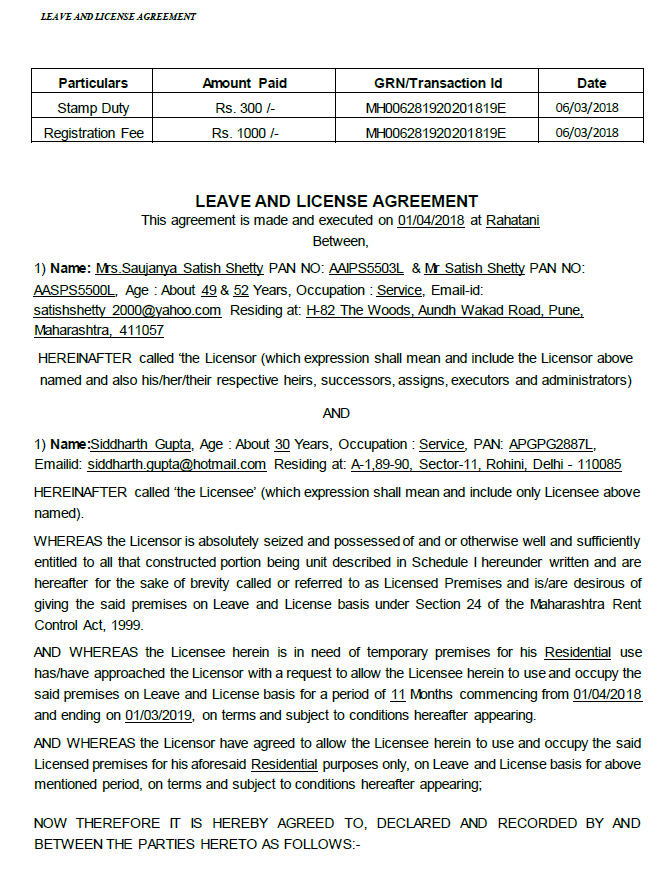 LEAVE AND LICENSE AGREEMENT
Particulars Amount Paid GRN/Transaction Id Date
Stamp Duty Rs. 300 /- MH006281920201819E 06/03/2018
Registration Fee Rs. 1000 /- MH006281920201819E 06/03/2018
LEAVE AND LICENSE AGREEMENT
This agreement is made and executed on 01/04/2018 at Rahatani
Between,
1) Name: Mrs.Saujanya Satish Shetty PAN NO: AAIPS5503L & Mr Satish Shetty PAN NO:
AASPS5500L, Age : About 49 & 52 Years, Occupation : Service, Email-id:
satishshetty_2000@yahoo.com Residing at: H-82 The Woods, Aundh Wakad Road, Pune,
Maharashtra, 411057
HEREINAFTER called ‘the Licensor (which expression shall mean and include the Licensor above
named and also his/her/their respective heirs, successors, assigns, executors and administrators)
AND
1) Name:Siddharth Gupta, Age : About 30 Years, Occupation : Service, PAN: APGPG2887L,
Emailid: siddharth.gupta@hotmail.com Residing at: A-1,89-90, Sector-11, Rohini, Delhi - 110085
HEREINAFTER called ‘the Licensee’ (which expression shall mean and include only Licensee above
named).
WHEREAS the Licensor is absolutely seized and possessed of and or otherwise well and sufficiently
entitled to all that constructed portion being unit described in Schedule I hereunder written and are
hereafter for the sake of brevity called or referred to as Licensed Premises and is/are desirous of
giving the said premises on Leave and License basis under Section 24 of the Maharashtra Rent
Control Act, 1999.
AND WHEREAS the Licensee herein is in need of temporary premises for his Residential use
has/have approached the Licensor with a request to allow the Licensee herein to use and occupy the
said premises on Leave and License basis for a period of 11 Months commencing from 01/04/2018
and ending on 01/03/2019, on terms and subject to conditions hereafter appearing.
AND WHEREAS the Licensor have agreed to allow the Licensee herein to use and occupy the said
Licensed premises for his aforesaid Residential purposes only, on Leave and License basis for above
mentioned period, on terms and subject to conditions hereafter appearing;
NOW THEREFORE IT IS HEREBY AGREED TO, DECLARED AND RECORDED BY AND
BETWEEN THE PARTIES HERETO AS FOLLOWS:-